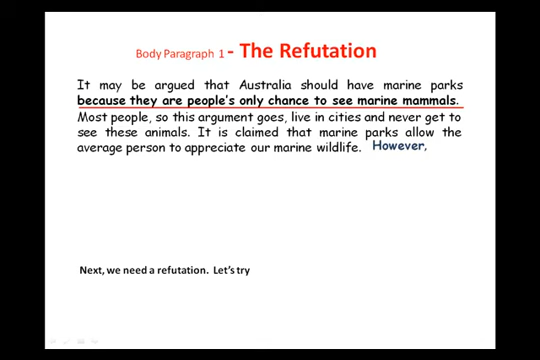 Body Paragraph 1 - The Refutation
It may be argued that Australia should have marine parks
because they are people's only chance to see marine mammals.
Most people, so this argument goes, live in cities and never get to
see these animals. It is claimed that marine parks allow the
average person to appreciate our marine wildlife. However,
Next, we need a refutation. Let's try